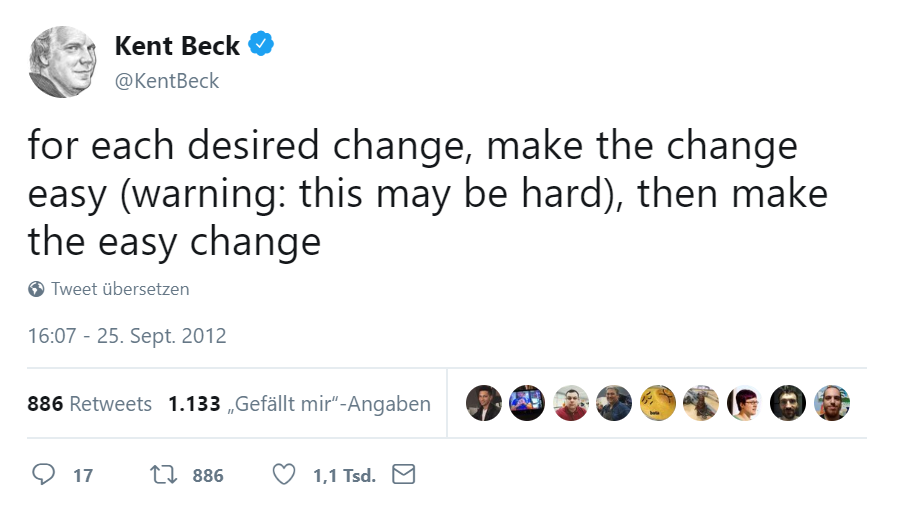 Kent Beck
@KentBeck
for each desired change, make the change
easy (warning: this may be hard), then make
the easy change
Tweet übersetzen
16:07 - 25. Sept. 2012
886 Retweets 1.133 „Gefällt mir“-Angaben
17 886 1,1 Tsd.